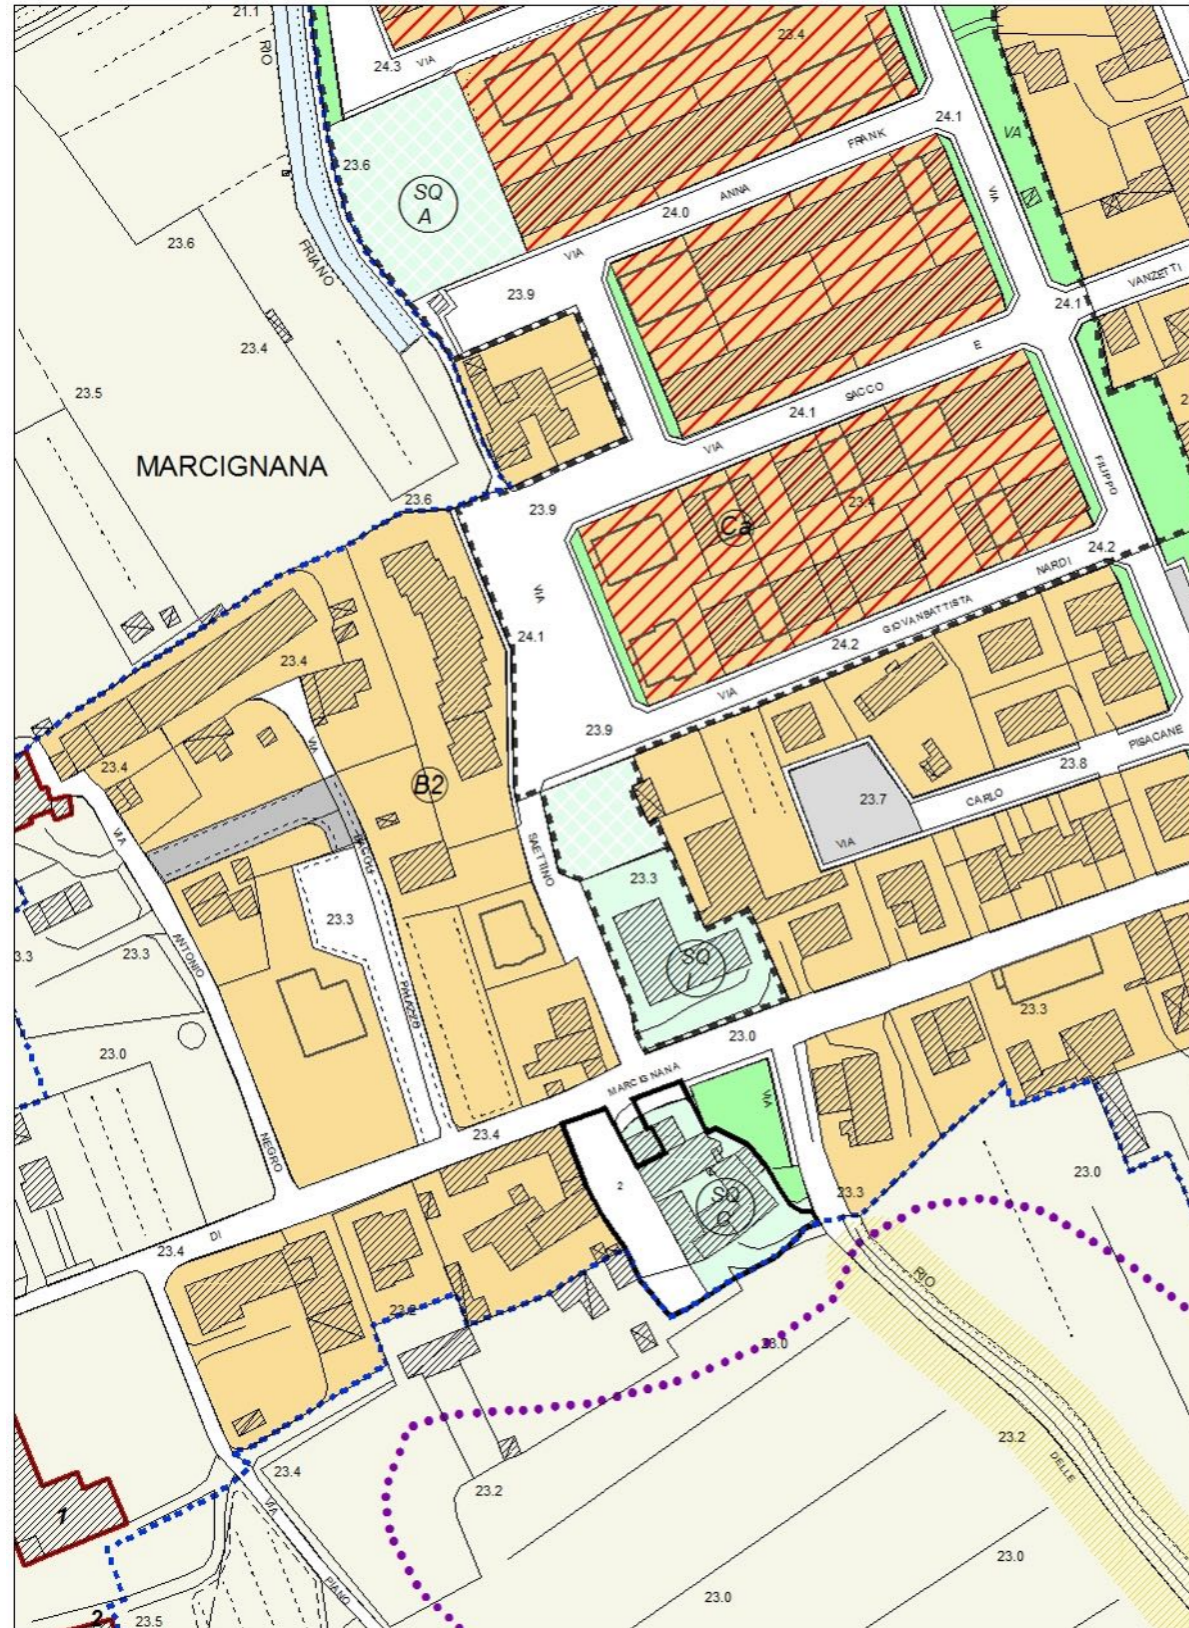 21.1
RIO
24.3
VIA
23.4
24.1
VA
FRANK
23.6
SQ
A
ANNA
24.0
VIA
VIA
23.6
FRIANO
23.9
VANZETTI
24.1
23.4
E
23.5
SACCO
24.1
MARCIGNANA
VIA
FILIPPO
23.6
23.9
Ca
23.4
24.2
NARDI
VIA
GIOVANBATTISTA
24.1
24.2
23.4
VIA
23.9
VIA
PISACANE
23.4
23.8
B2
23.7
CARLO
VIA
VIA
SAETTINO
23.3
23.3
ANTONIO
23.3
3.3
SQ
PALAZZO
23.3
23.0
23.0
MARCIGNANA
VIA
23.4
NEGRO
2
23.0
SQ
23.3
DI
23.4
RIO
23.2
23.0
23.2
DELLE
23.4
23.2
VIA
1
23.0
PIANO
23.0
2
23.5